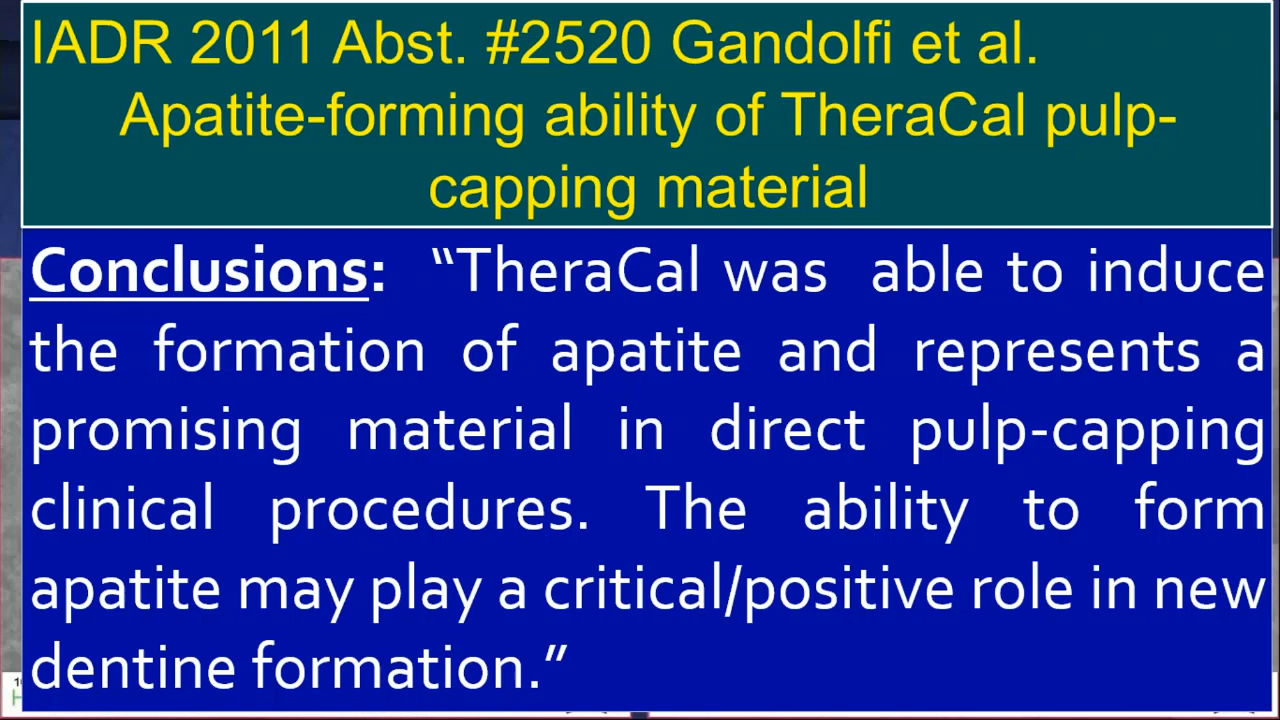 IADR 2011 Abst. #2520 Gandolfi et al.
Apatite-forming ability of TheraCal pulp-
capping material
Conclusions: “TheraCal was able to induce
the formation of apatite and represents a
promising material in direct pulp-capping
clinical procedures. The ability to form
apatite may play a critical/positive role in new
dentine formation.”